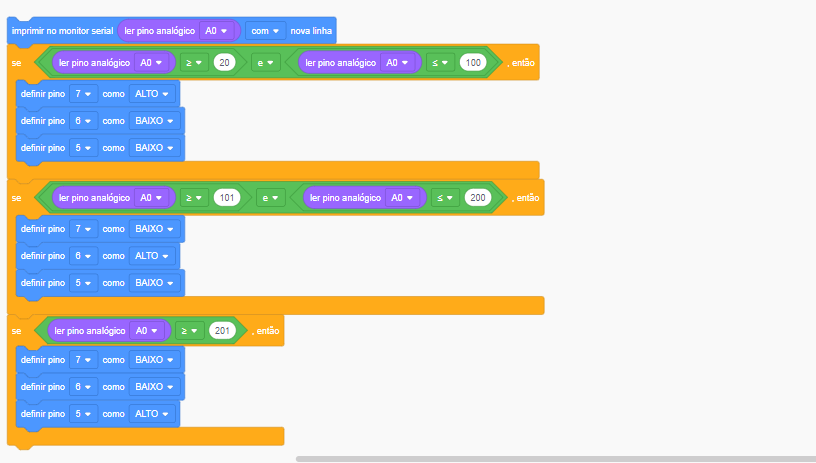 imprimir no monitor serial ler pino analógico A0 com nova linha
se ler pino analógico A0 ≥ 20 e ler pino analógico A0 ≤ 100 , então
definir pino 7 como ALTO
definir pino 6 como BAIXO
definir pino 5 como BAIXO
se ler pino analógico A0 ≥ 101 e ler pino analógico A0 ≤ 200 , então
definir pino 7 como BAIXO
definir pino 6 como ALTO
definir pino 5 como BAIXO
se ler pino analógico A0 ≥ 201 , então
definir pino 7 como BAIXO
definir pino 6 como BAIXO
definir pino 5 como ALTO